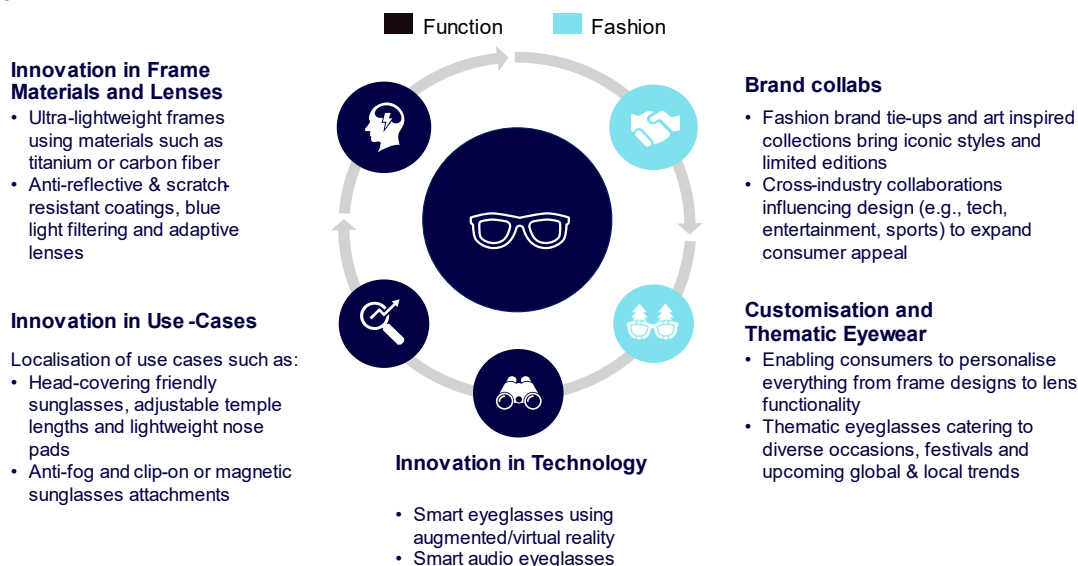 Function
Fashion
Innovation in Frame
Materials and Lenses
• Ultra-lightweight frames
using materials such as
titanium or carbon fiber
• Anti-reflective & scratch-
resistant coatings, blue
light filtering and adaptive
lenses
Innovation in Use -Cases
Localisation of use cases such as:
• Head-covering friendly
sunglasses, adjustable temple
lengths and lightweight nose
pads
• Anti-fog and clip-on or magnetic
sunglasses attachments
Innovation in Technology
• Smart eyeglasses using
augmented/virtual reality
• Smart audio eyeglasses
Brand collabs
• Fashion brand tie-ups and art inspired
collections bring iconic styles and
limited editions
• Cross-industry collaborations
influencing design (e.g., tech,
entertainment, sports) to expand
consumer appeal
Customisation and
Thematic Eyewear
• Enabling consumers to personalise
everything from frame designs to lens
functionality
• Thematic eyeglasses catering to
diverse occasions, festivals and
upcoming global & local trends